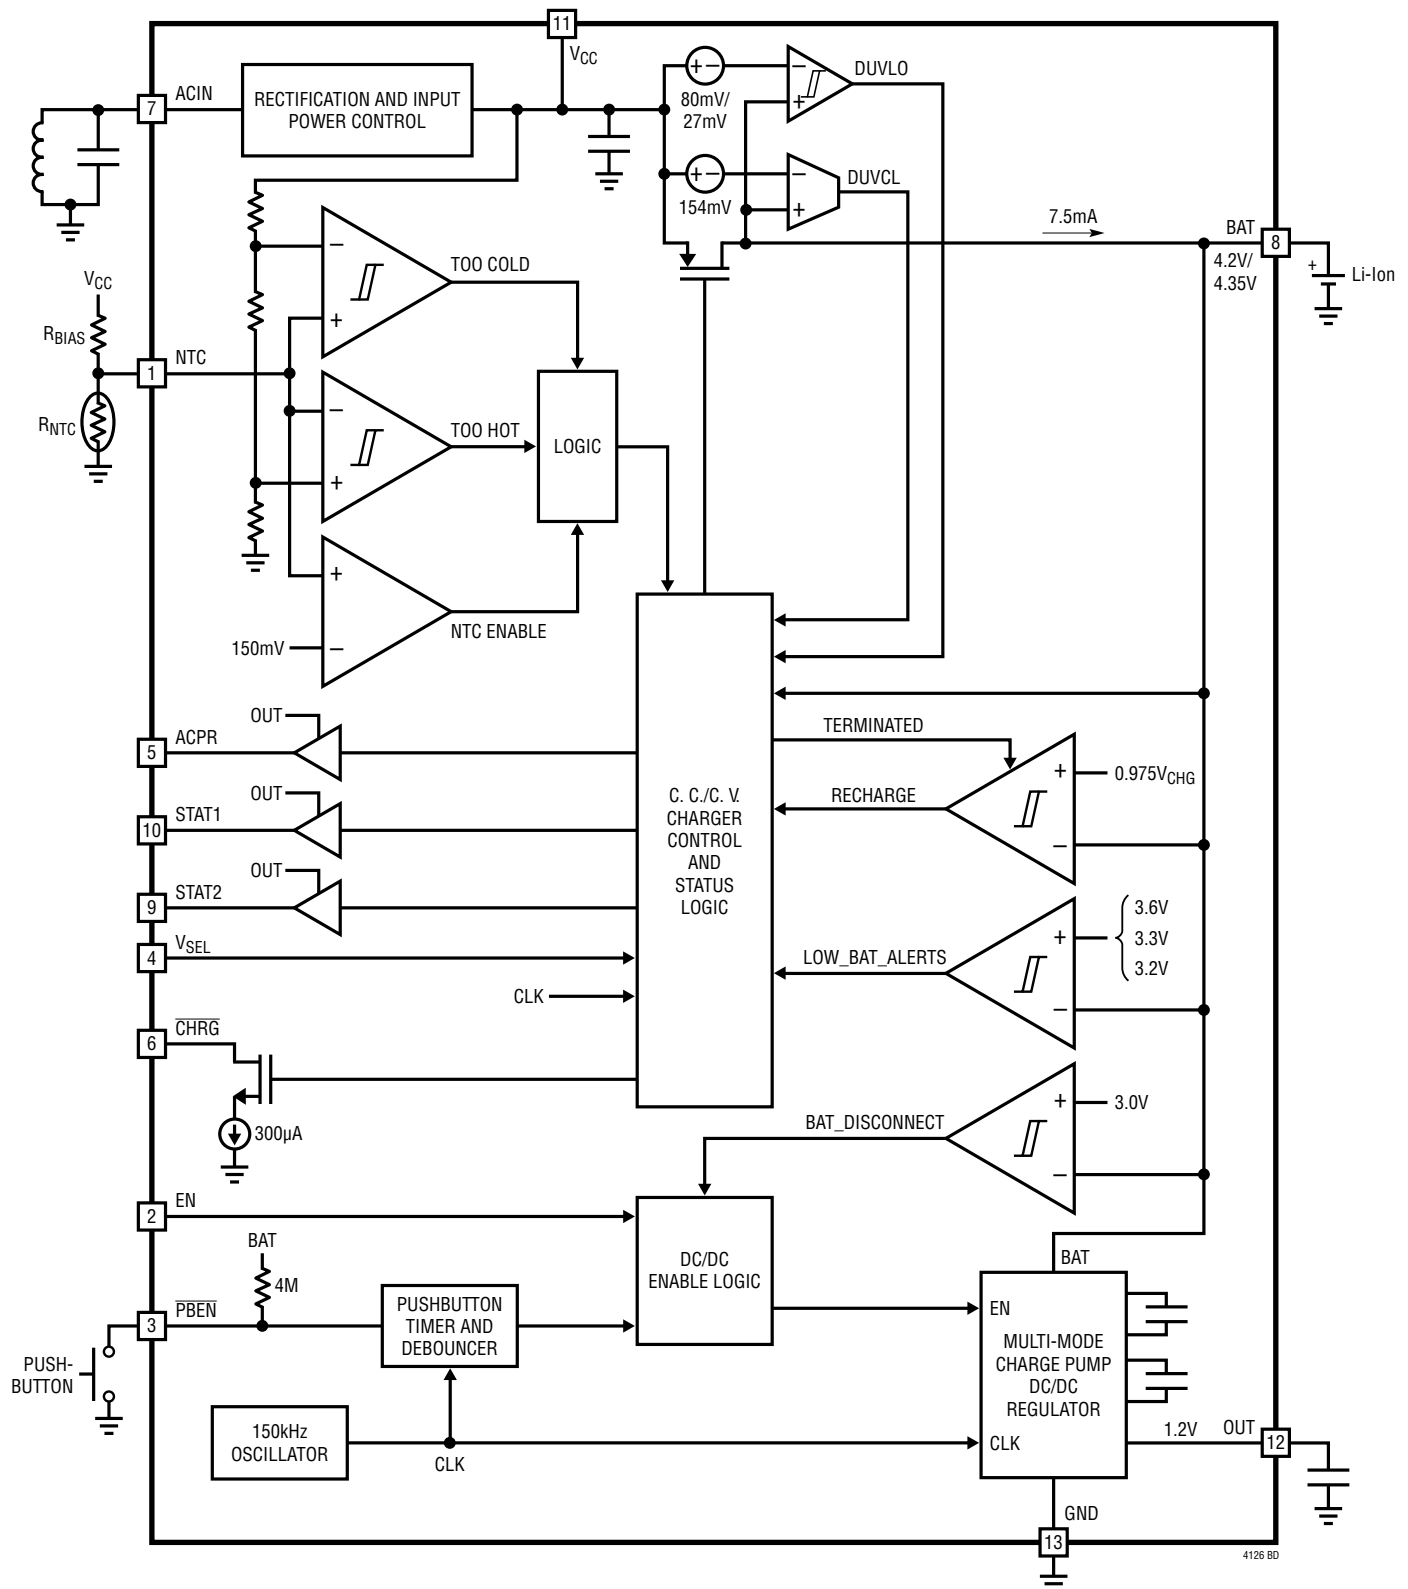 11
VCC
7
ACIN
RECTIFICATION AND INPUT
POWER CONTROL
+ −
80mV/
27mV
−
+
DUVLO
+ −
154mV
−
+
DUVCL
7.5mA
BAT
8
4.2V/
4.35V
+
Li-Ion
VCC
RBIAS
1
NTC
RNTC
−
+
TOO COLD
−
+
TOO HOT
LOGIC
+
−
150mV
NTC ENABLE
5
ACPR
OUT
10
STAT1
OUT
9
STAT2
OUT
4
VSEL
CLK
6
CHRG
300µA
C. C./C. V.
CHARGER
CONTROL
AND
STATUS
LOGIC
TERMINATED
RECHARGE
+
−
0.975VCHG
LOW_BAT_ALERTS
+
−
3.6V
3.3V
3.2V
BAT_DISCONNECT
+
−
3.0V
2
EN
DC/DC
ENABLE LOGIC
BAT
4M
3
PBEN
PUSHBUTTON
TIMER AND
DEBOUNCER
PUSH-
BUTTON
150kHz
OSCILLATOR
CLK
BAT
EN
MULTI-MODE
CHARGE PUMP
DC/DC
REGULATOR
CLK
1.2V
OUT
12
GND
13
4126 BD